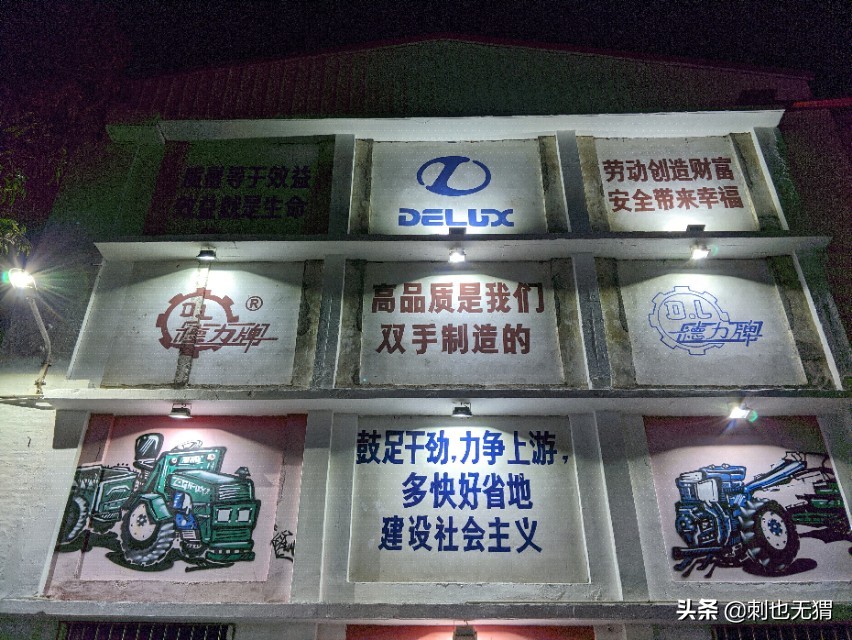 质量等于效益
效益就是生命
DELUX
劳动创造财富
安全带来幸福
D.L
®
德力牌
高品质是我们
双手制造的
D.L
德力牌
鼓足干劲,力争上游,
多快好省地
建设社会主义
头条 @刺也无猬